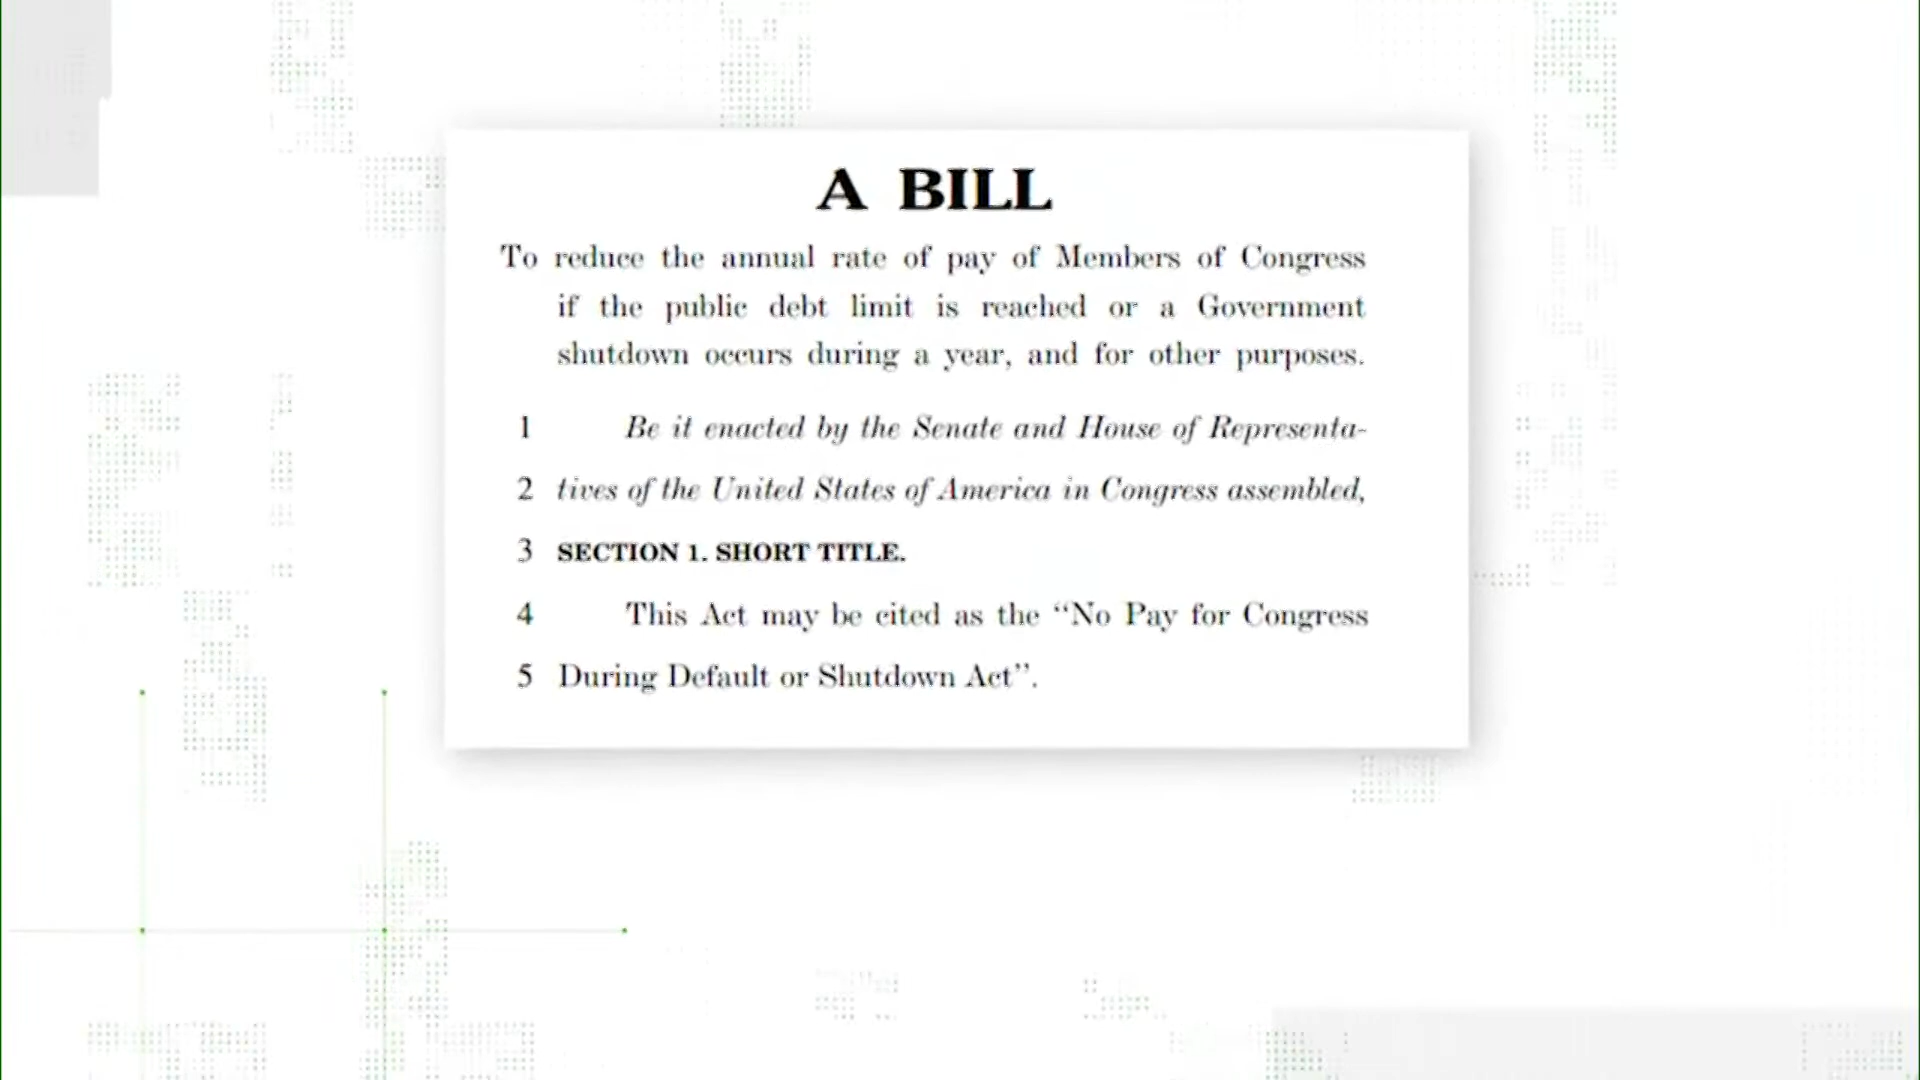 A BILL
To reduce the annual rate of pay of Members of Congress
if the public debt limit is reached or a Government
shutdown occurs during a year, and for other purposes.
1 Be it enacted by the Senate and House of Representa-
2 tives of the United States of America in Congress assembled,
3 SECTION 1. SHORT TITLE.
4 This Act may be cited as the ‘‘No Pay for Congress
5 During Default or Shutdown Act’’.